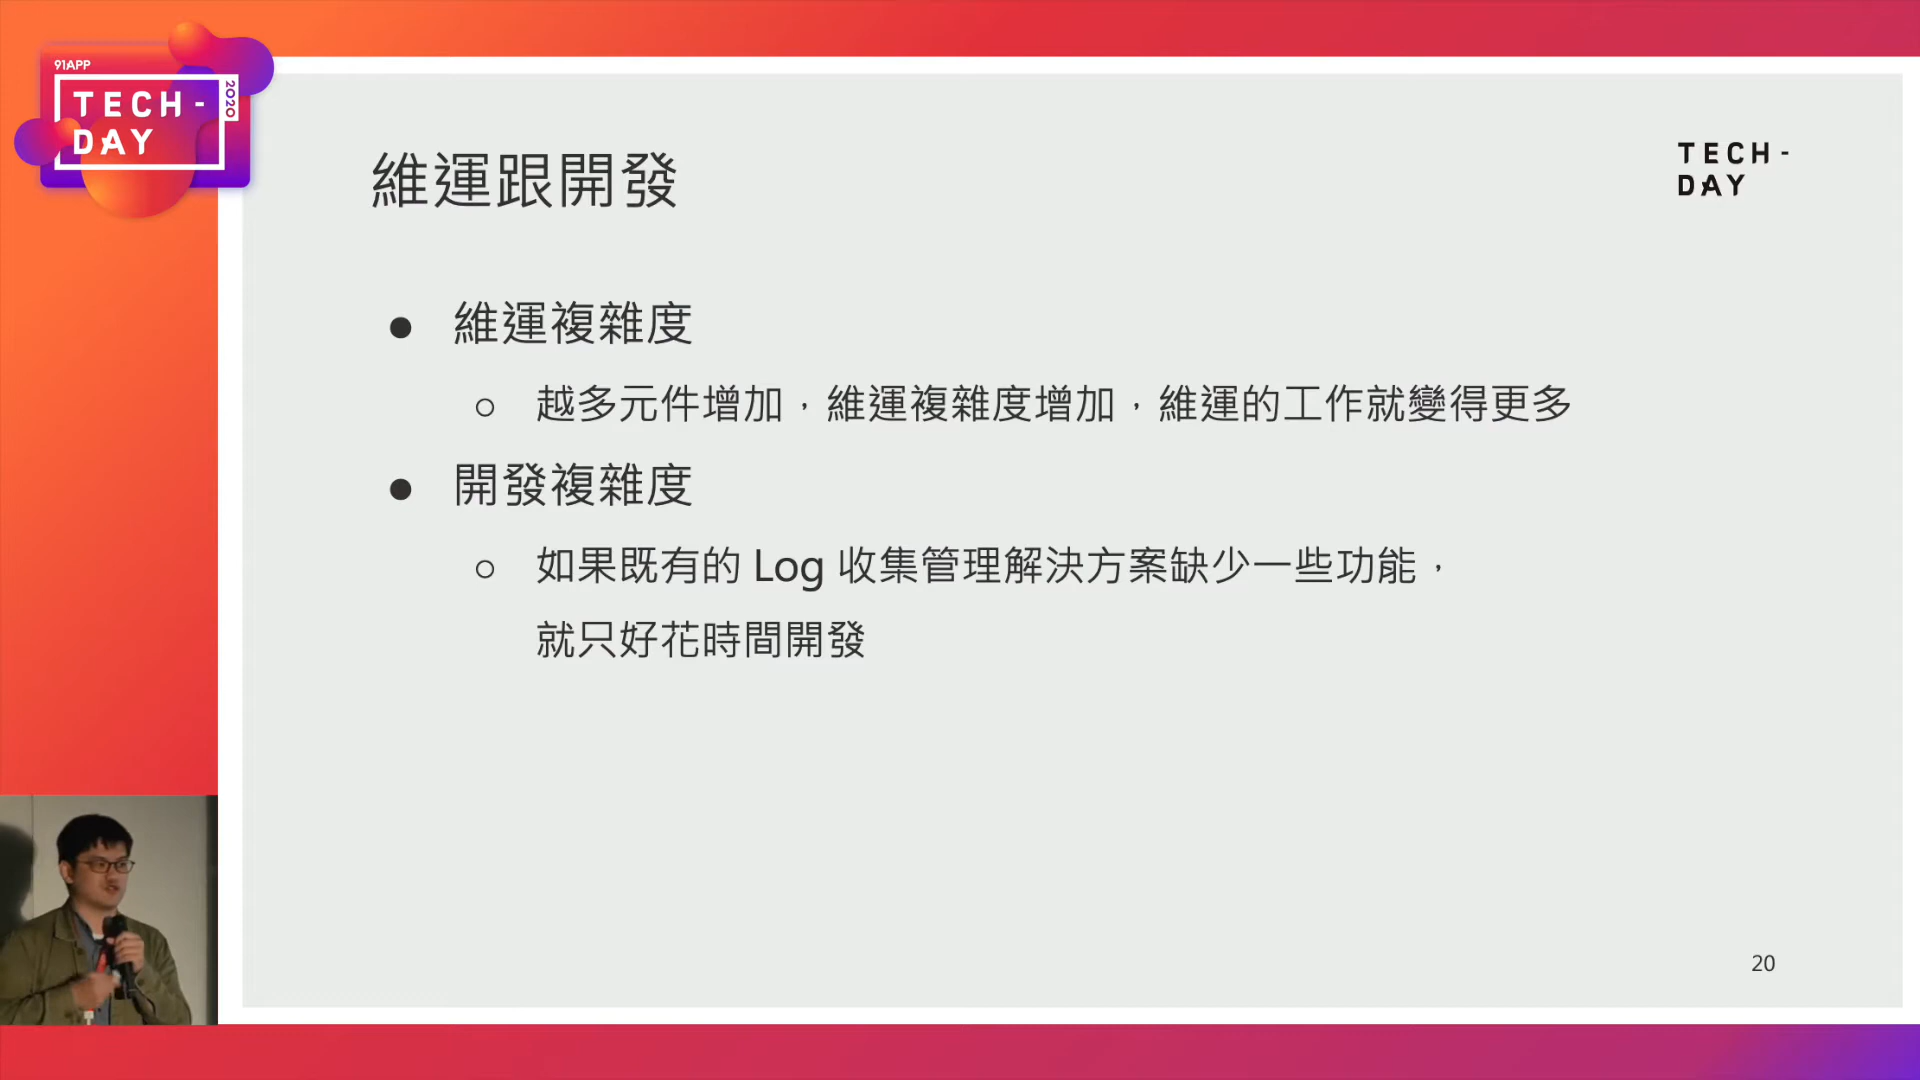 91APP
TECH-
DAY
2020
維運跟開發
TECH-
DAY
● 維運複雜度
○ 越多元件增加，維運複雜度增加，維運的工作就變得更多
● 開發複雜度
○ 如果既有的 Log 收集管理解決方案缺少一些功能，
就只好花時間開發
20